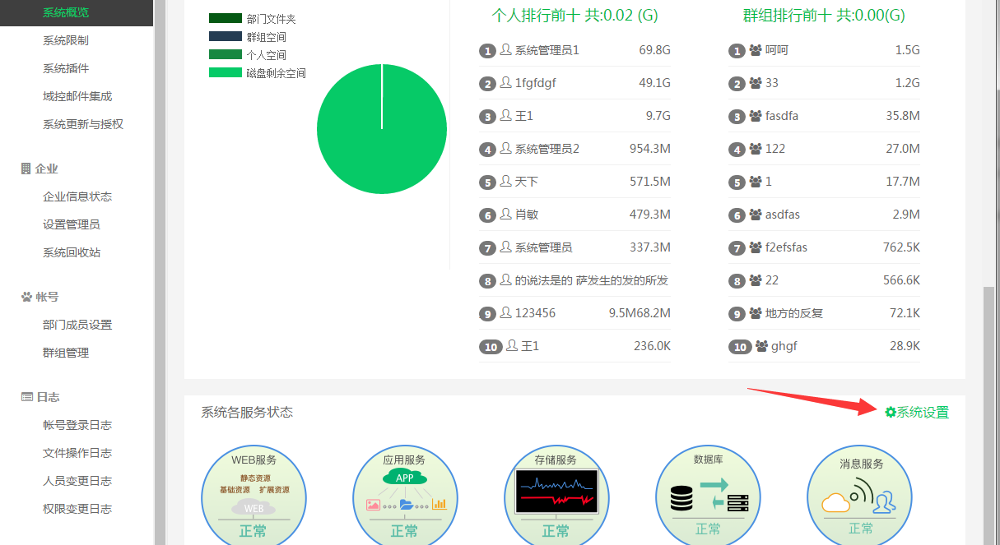 系统概览
系统限制
系统插件
域控邮件集成
系统更新与授权
企业
企业信息状态
设置管理员
系统回收站
帐号
部门成员设置
群组管理
日志
帐号登录日志
文件操作日志
人员变更日志
权限变更日志
部门文件夹
群组空间
个人空间
磁盘剩余空间
个人排行前十 共:0.02 (G)
1 系统管理员1 69.8G
2 1fgfdgf 49.1G
3 王1 9.7G
4 系统管理员2 954.3M
5 天下 571.5M
6 肖敏 479.3M
7 系统管理员 337.3M
8 的说法是的 萨发生的发的所发
9 123456 9.5M68.2M
10 王1 236.0K
群组排行前十 共:0.00(G)
1 呵呵 1.5G
2 33 1.2G
3 fasdfa 35.8M
4 122 27.0M
5 1 17.7M
6 asdfas 2.9M
7 f2efsfas 762.5K
8 22 566.6K
9 地方的反复 72.1K
10 ghgf 28.9K
系统各服务状态
系统设置
WEB服务
静态资源
基础资源 扩展资源
WEB
正常
应用服务
APP
正常
存储服务
正常
数据库
正常
消息服务
正常